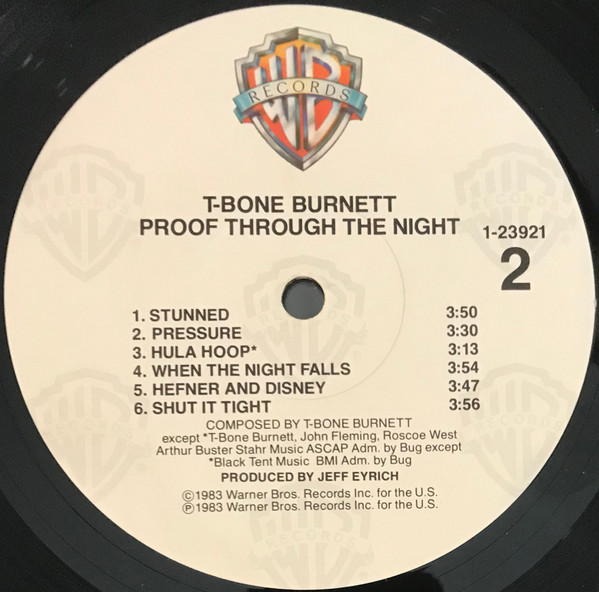 WB
RECORDS
T-BONE BURNETT
PROOF THROUGH THE NIGHT
1-23921
2
1. STUNNED 3:50
2. PRESSURE 3:30
3. HULA HOOP* 3:13
4. WHEN THE NIGHT FALLS 3:54
5. HEFNER AND DISNEY 3:47
6. SHUT IT TIGHT 3:56
COMPOSED BY T-BONE BURNETT
except *T-Bone Burnett, John Fleming, Roscoe West
Arthur Buster Stahr Music ASCAP Adm. by Bug except
*Black Tent Music BMI Adm. by Bug
PRODUCED BY JEFF EYRICH
©1983 Warner Bros. Records Inc. for the U.S.
℗1983 Warner Bros. Records Inc. for the U.S.